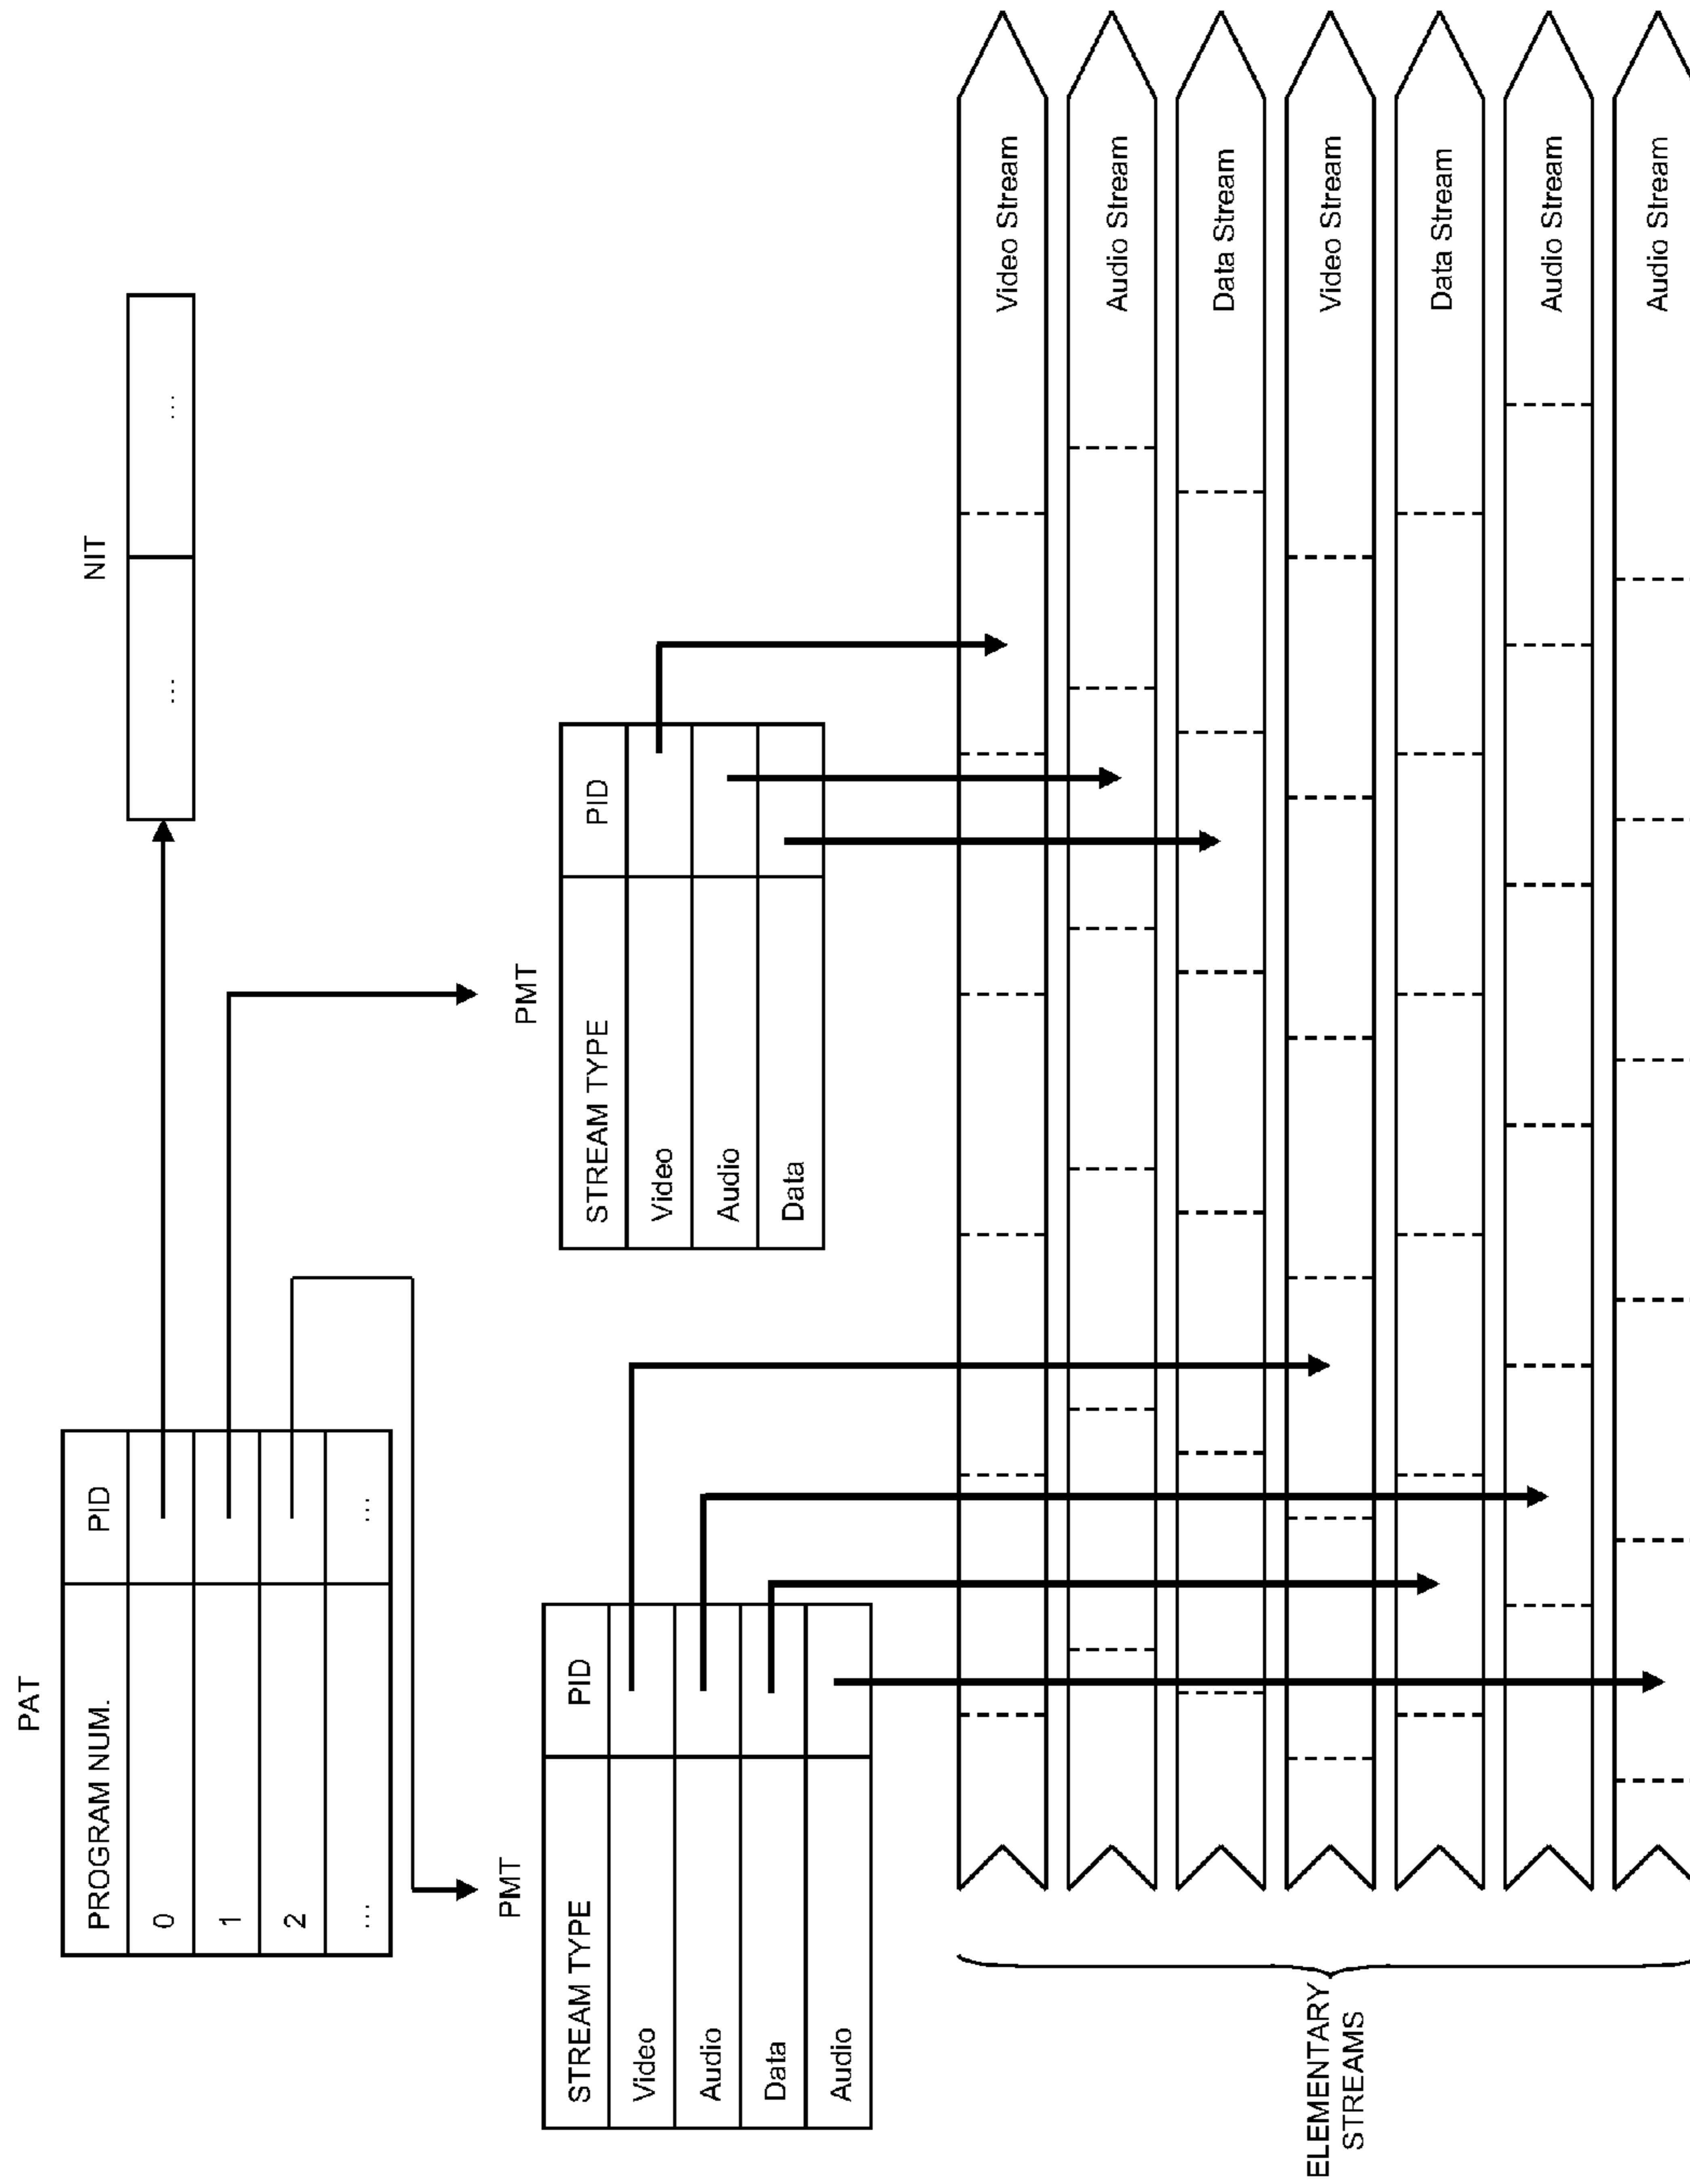 PAT
PROGRAM NUM. PID
0
1
2
... ...
NIT
... ...
PMT
STREAM TYPE PID
Video
Audio
Data
Audio
PMT
STREAM TYPE PID
Video
Audio
Data
ELEMENTARY
STREAMS
Video Stream
Audio Stream
Data Stream
Video Stream
Data Stream
Audio Stream
Audio Stream